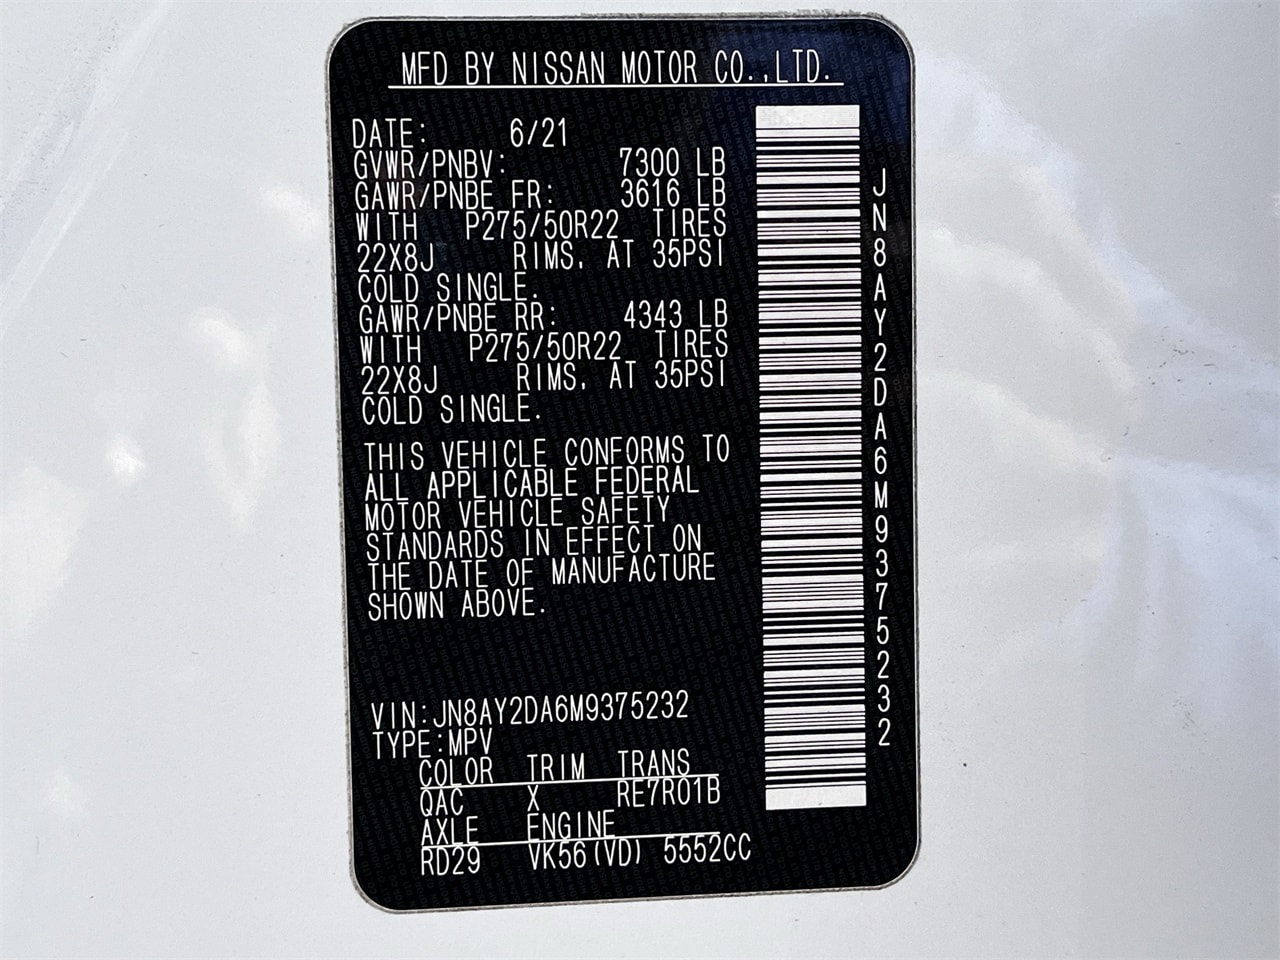 MFD BY NISSAN MOTOR CO.,LTD.
DATE: 6/21
GVWR/PNBV: 7300 LB
GAWR/PNBE FR: 3616 LB
WITH P275/50R22 TIRES
22X8J RIMS, AT 35PSI
COLD SINGLE.
GAWR/PNBE RR: 4343 LB
WITH P275/50R22 TIRES
22X8J RIMS, AT 35PSI
COLD SINGLE.
THIS VEHICLE CONFORMS TO
ALL APPLICABLE FEDERAL
MOTOR VEHICLE SAFETY
STANDARDS IN EFFECT ON
THE DATE OF MANUFACTURE
SHOWN ABOVE.
VIN:JN8AY2DA6M9375232
TYPE:MPV
COLOR TRIM TRANS
QAC X RE7R01B
AXLE ENGINE
RD29 VK56(VD) 5552CC
JN8AY2DA6M9375232